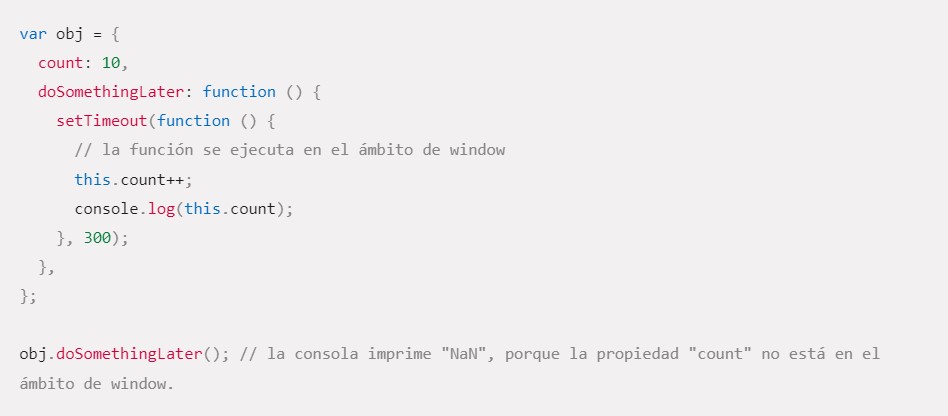 var obj = {
  count: 10,
  doSomethingLater: function () {
    setTimeout(function () {
      // la función se ejecuta en el ámbito de window
      this.count++;
      console.log(this.count);
    }, 300);
  },
};

obj.doSomethingLater(); // la consola imprime "NaN", porque la propiedad "count" no está en el
ámbito de window.